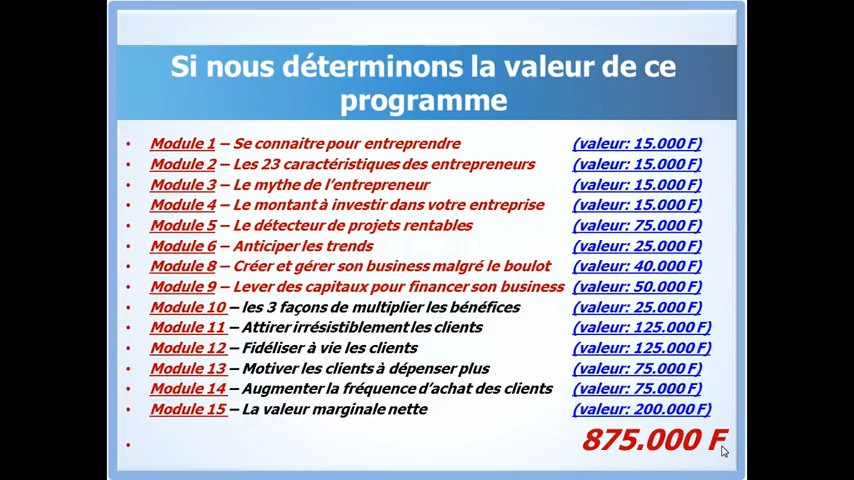 Si nous déterminons la valeur de ce
programme
• Module 1 – Se connaitre pour entreprendre (valeur: 15.000 F)
• Module 2 – Les 23 caractéristiques des entrepreneurs (valeur: 15.000 F)
• Module 3 – Le mythe de l'entrepreneur (valeur: 15.000 F)
• Module 4 – Le montant à investir dans votre entreprise (valeur: 15.000 F)
• Module 5 – Le détecteur de projets rentables (valeur: 75.000 F)
• Module 6 – Anticiper les trends (valeur: 25.000 F)
• Module 8 – Créer et gérer son business malgré le boulot (valeur: 40.000 F)
• Module 9 – Lever des capitaux pour financer son business (valeur: 50.000 F)
• Module 10 – les 3 façons de multiplier les bénéfices (valeur: 25.000 F)
• Module 11 – Attirer irrésistiblement les clients (valeur: 125.000 F)
• Module 12 – Fidéliser à vie les clients (valeur: 125.000 F)
• Module 13 – Motiver les clients à dépenser plus (valeur: 75.000 F)
• Module 14 – Augmenter la fréquence d'achat des clients (valeur: 75.000 F)
• Module 15 – La valeur marginale nette (valeur: 200.000 F)
• 875.000 F